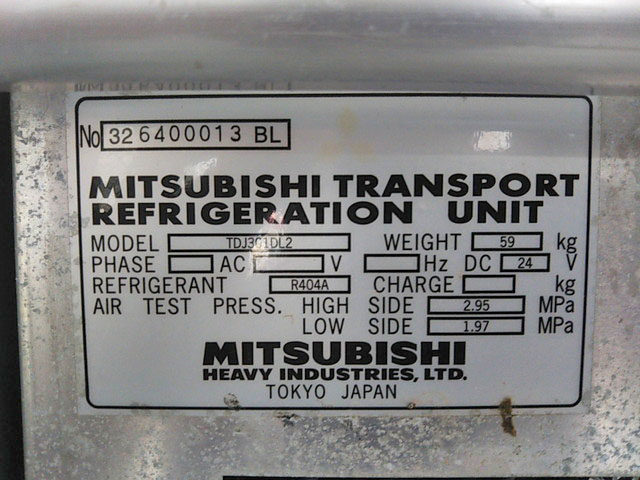 No 326400013 BL
MITSUBISHI TRANSPORT
REFRIGERATION UNIT
MODEL TDJ301DL2 WEIGHT 59 kg
PHASE AC V Hz DC 24 V
REFRIGERANT R404A CHARGE kg
AIR TEST PRESS. HIGH SIDE 2.95 MPa
LOW SIDE 1.97 MPa
MITSUBISHI
HEAVY INDUSTRIES, LTD.
TOKYO JAPAN